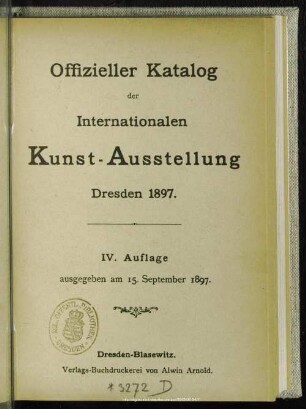 Offizieller Katalog
der
Internationalen
Kunst-Ausstellung
Dresden 1897.
IV. Auflage
ausgegeben am 15. September 1897.
Dresden-Blasewitz.
Verlags-Buchdruckerei von Alwin Arnold.
* 3272 D